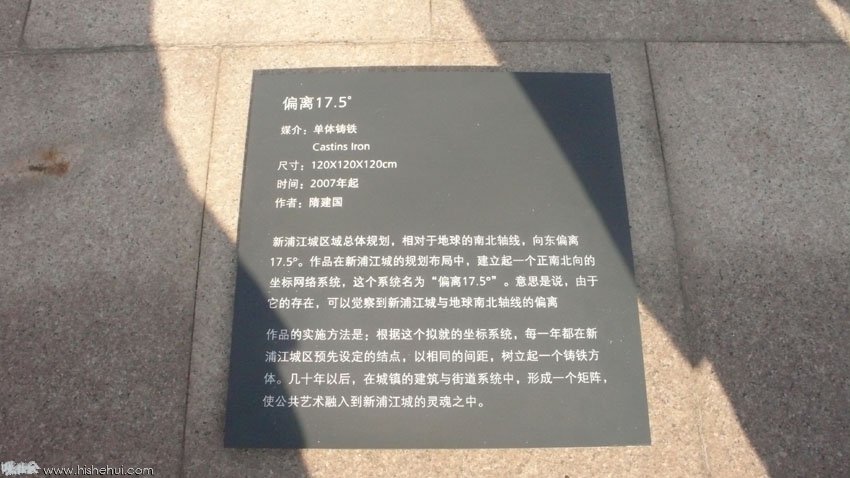 偏离17.5°
媒介：单体铸铁
Castins Iron
尺寸：120X120X120cm
时间：2007年起
作者：隋建国
新浦江城区域总体规划，相对于地球的南北轴线，向东偏离
17.5°。作品在新浦江城的规划布局中，建立起一个正南北向的
坐标网络系统，这个系统名为“偏离17.5°”。意思是说，由于
它的存在，可以觉察到新浦江城与地球南北轴线的偏离
作品的实施方法是：根据这个拟就的坐标系统，每一年都在新
浦江城区预先设定的结点，以相同的间距，树立起一个铸铁方
体。几十年以后，在城镇的建筑与街道系统中，形成一个矩阵，
使公共艺术融入到新浦江城的灵魂之中。
www.hishehui.com